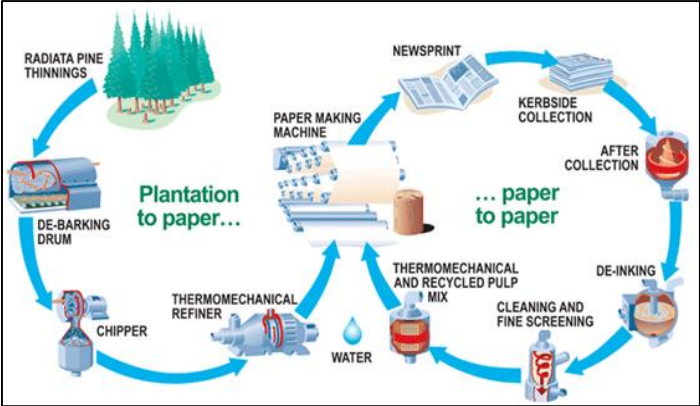 RADIATA PINE
THINNINGS
DE-BARKING
DRUM
CHIPPER
THERMOMECHANICAL
REFINER
Plantation
to paper...
PAPER MAKING
MACHINE
NEWSPRINT
KERBSIDE
COLLECTION
AFTER
COLLECTION
... paper
to paper
DE-INKING
CLEANING AND
FINE SCREENING
THERMOMECHANICAL
AND RECYCLED PULP
MIX
WATER